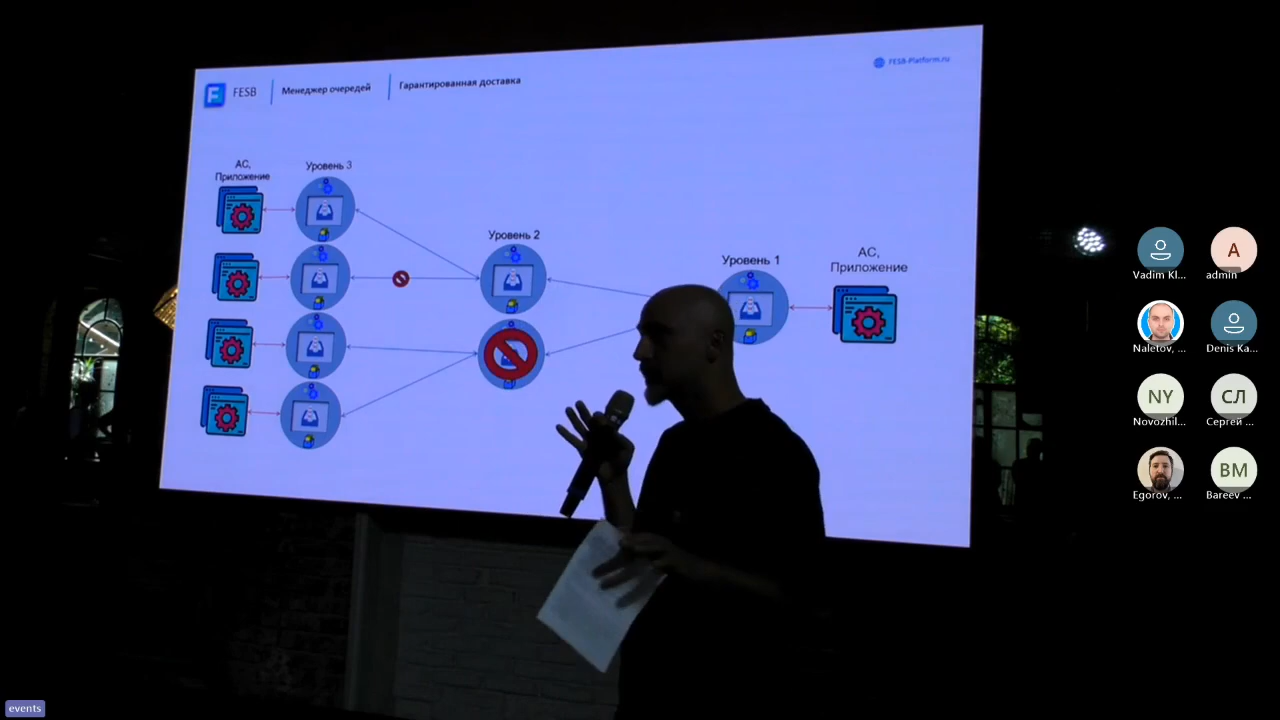 FESB
Менеджер очередей
Гарантированная доставка
FESB-Platform.ru
АС,
Приложение
Уровень 3
Уровень 2
Уровень 1
АС,
Приложение
Vadim Kl...
A
admin
Naletov, ...
Denis Ka...
NY
Novozhil...
СЛ
Сергей ...
Egorov, ...
BM
Bareev ...
events